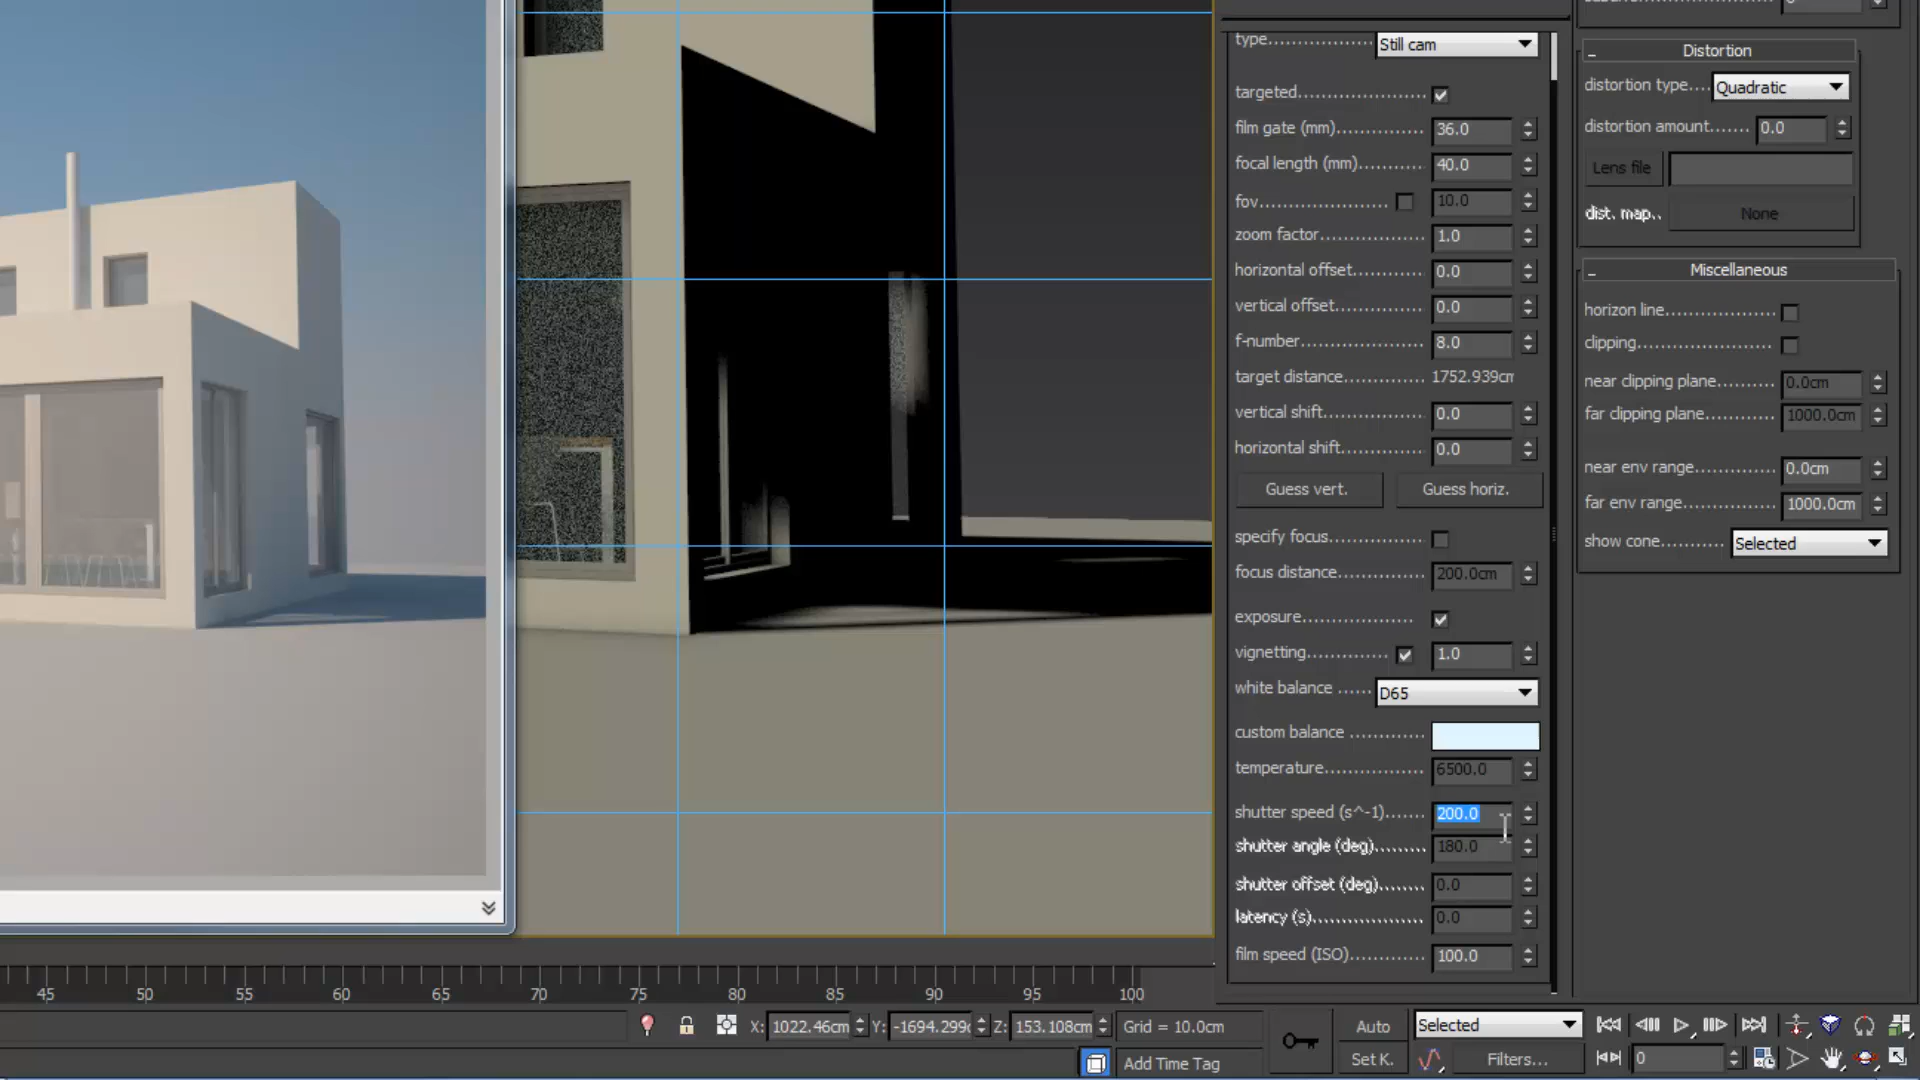 type.................. Still cam
targeted......................
film gate (mm)............... 36.0
focal length (mm)........... 40.0
fov...................... 10.0
zoom factor.................. 1.0
horizontal offset............ 0.0
vertical offset............... 0.0
f-number..................... 8.0
target distance.............. 1752.939cm
vertical shift................. 0.0
horizontal shift.............. 0.0
Guess vert. Guess horiz.
specify focus................
focus distance............... 200.0cm
exposure......................
vignetting............... 1.0
white balance ...... D65
custom balance .............
temperature.................. 6500.0
shutter speed (s^-1)....... 200.0
shutter angle (deg)......... 180.0
shutter offset (deg)........ 0.0
latency (s)................... 0.0
film speed (ISO)............. 100.0
Distortion
distortion type.... Quadratic
distortion amount....... 0.0
Lens file
dist. map.. None
Miscellaneous
horizon line...................
clipping........................
near clipping plane.......... 0.0cm
far clipping plane............ 1000.0cm
near env range.............. 0.0cm
far env range................ 1000.0cm
show cone........... Selected
45 50 55 60 65 70 75 80 85 90 95 100
X: 1022.46cm Y: -1694.299c Z: 153.108cm Grid = 10.0cm Auto Selected
Add Time Tag Set K. Filters... 0